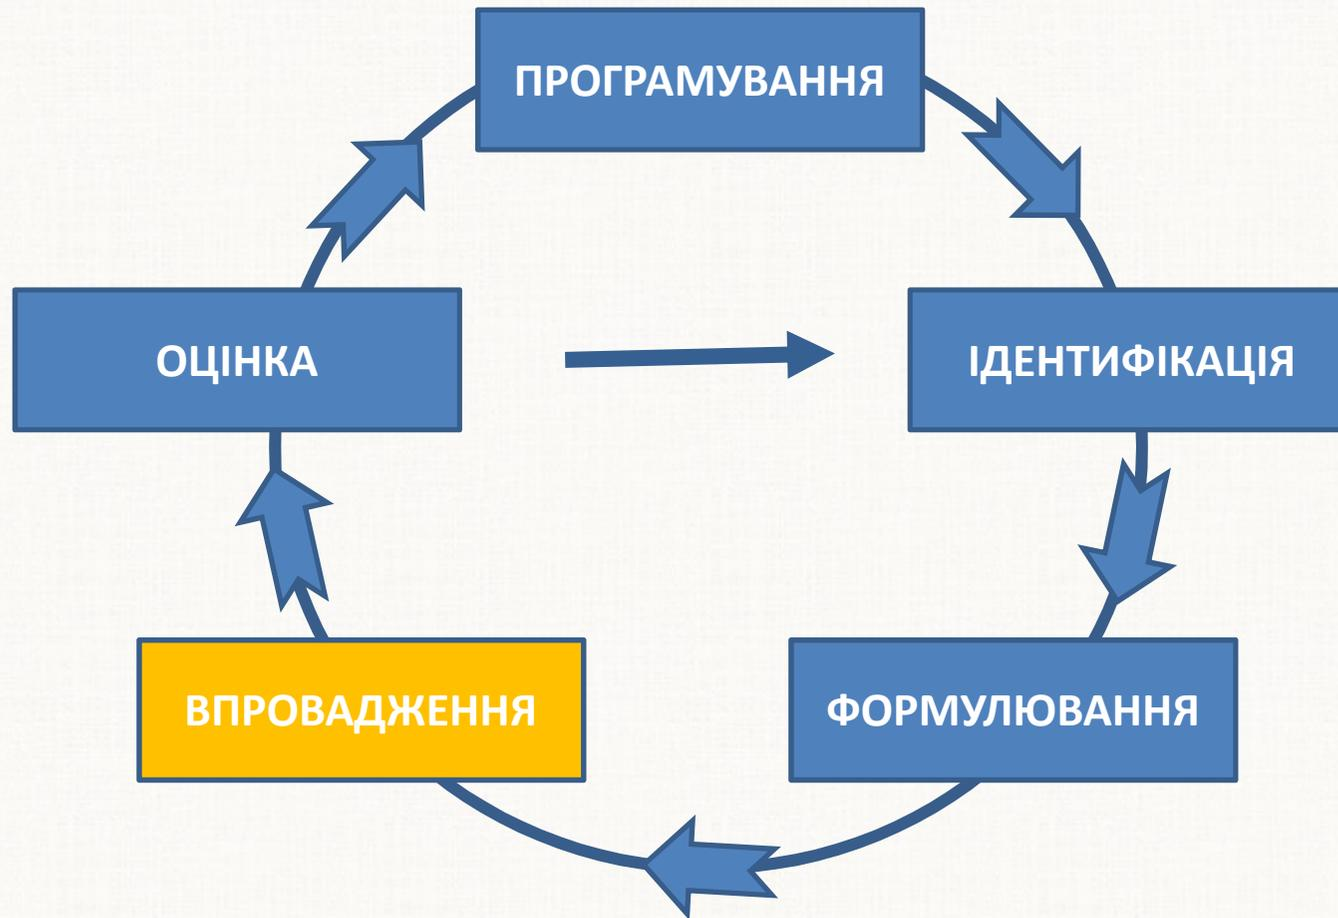 ПРОГРАМУВАННЯ
ОЦІНКА
ІДЕНТИФІКАЦІЯ
ВПРОВАДЖЕННЯ
ФОРМУЛЮВАННЯ